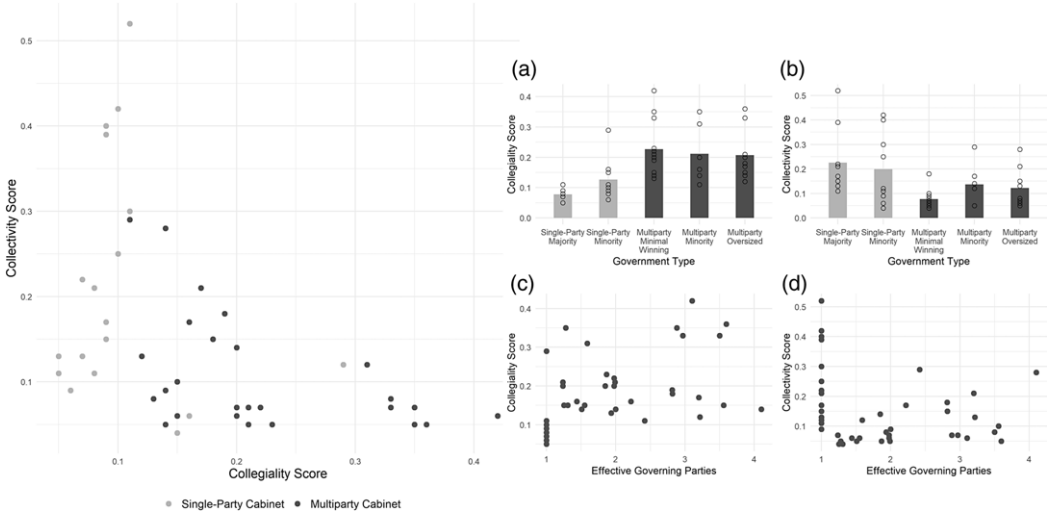 Collectivity Score
0.5
0.4
0.3
0.2
0.1
0.1
0.2
0.3
0.4
Collegiality Score
Single-Party Cabinet
Multiparty Cabinet
(a)
Collegiality Score
0.4
0.3
0.2
0.1
0.0
Single-Party
Majority
Single-Party
Minority
Multiparty
Minimal
Winning
Multiparty
Minority
Multiparty
Oversized
Government Type
(b)
Collectivity Score
0.5
0.4
0.3
0.2
0.1
0.0
Single-Party
Majority
Single-Party
Minority
Multiparty
Minimal
Winning
Multiparty
Minority
Multiparty
Oversized
Government Type
(c)
Collegiality Score
0.4
0.3
0.2
0.1
1
2
3
4
Effective Governing Parties
(d)
Collectivity Score
0.5
0.4
0.3
0.2
0.1
1
2
3
4
Effective Governing Parties